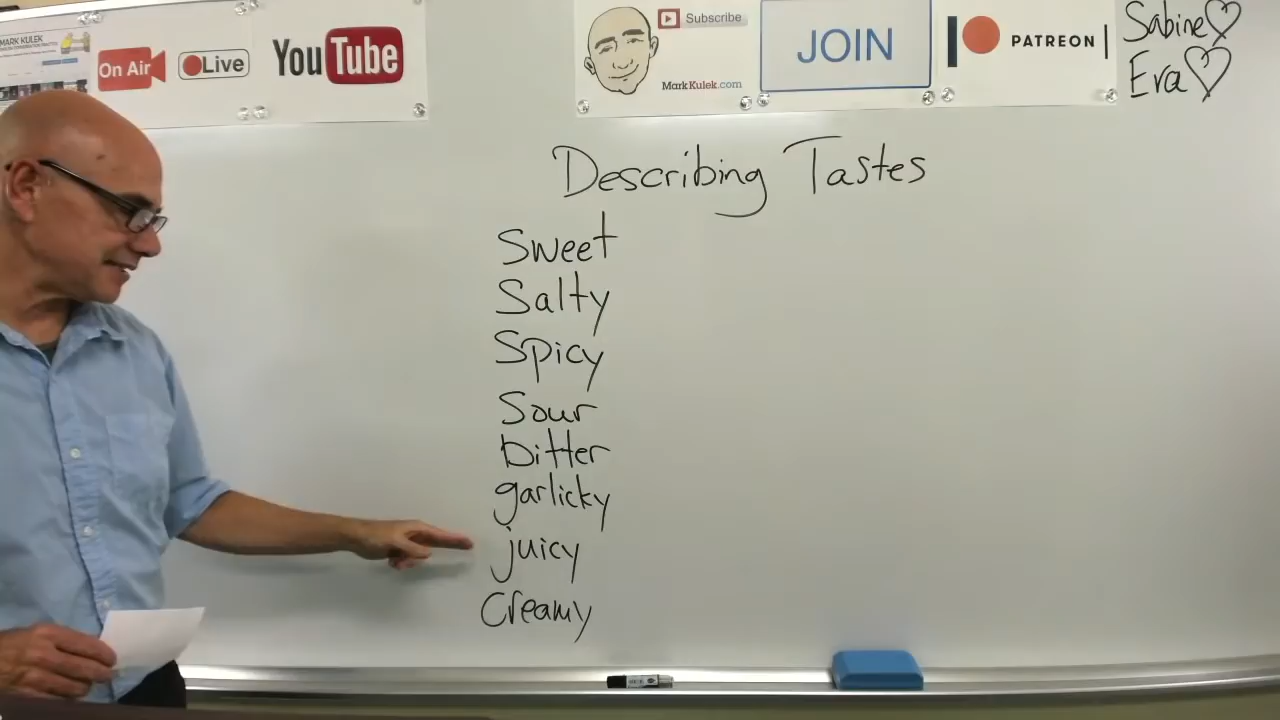 MARK KULEK
On Air
Live
YouTube
Subscribe
MarkKulek.com
JOIN
PATREON
Sabine
Era
Describing Tastes
Sweet
Salty
Spicy
Sour
bitter
garlicky
juicy
Creamy